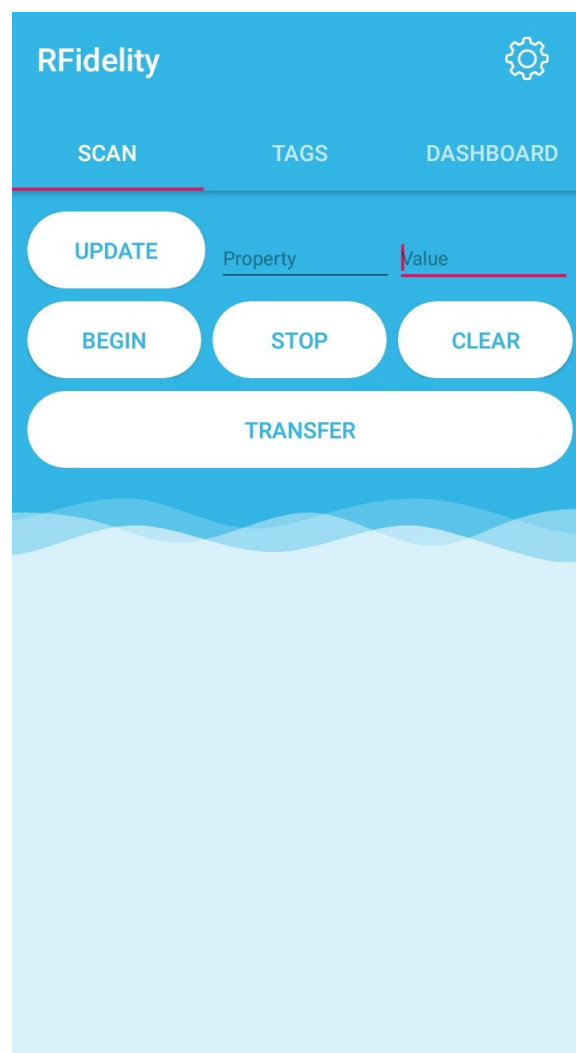 RFidelity
SCAN TAGS DASHBOARD
UPDATE Property Value
BEGIN STOP CLEAR
TRANSFER